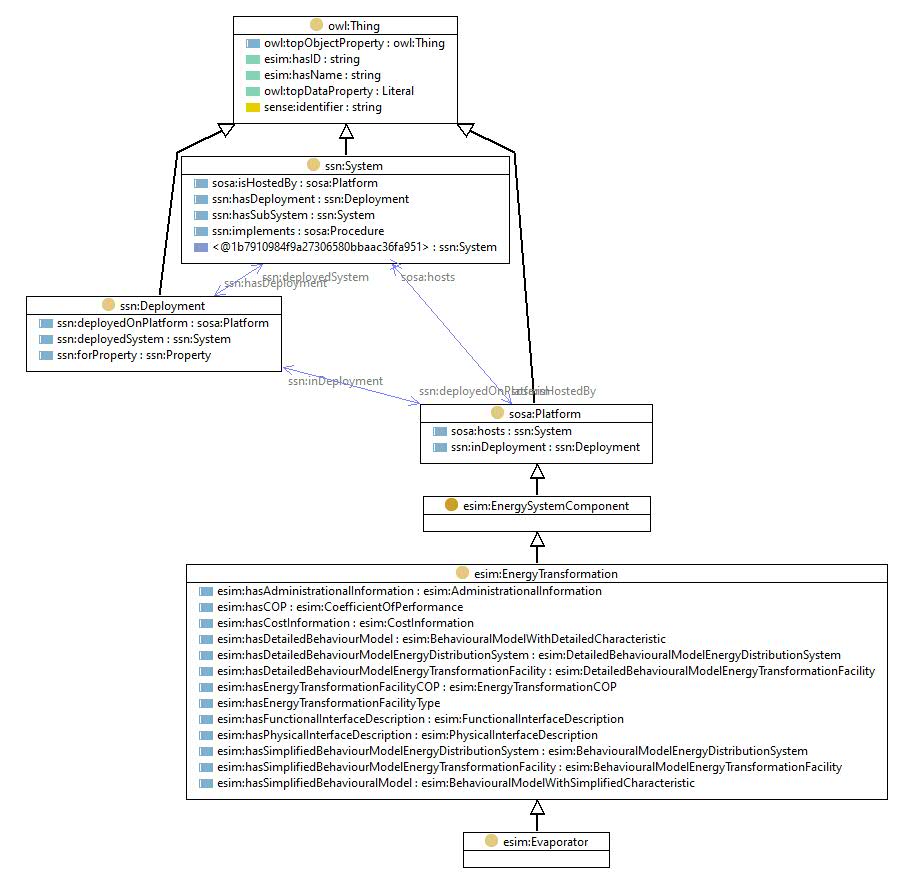 owl:Thing
owl:topObjectProperty : owl:Thing
esim:hasID : string
esim:hasName : string
owl:topDataProperty : Literal
sense:identifier : string
ssn:System
sosa:isHostedBy : sosa:Platform
ssn:hasDeployment : ssn:Deployment
ssn:hasSubSystem : ssn:System
ssn:implements : sosa:Procedure
<@1b7910984f9a27306580bbaac36fa951> : ssn:System
ssn:deployedSystem
sosa:hosts
ssn:hasDeployment
ssn:Deployment
ssn:deployedOnPlatform : sosa:Platform
ssn:deployedSystem : ssn:System
ssn:forProperty : ssn:Property
ssn:inDeployment
ssn:deployedOnPlatform
sosa:isHostedBy
sosa:Platform
sosa:hosts : ssn:System
ssn:inDeployment : ssn:Deployment
esim:EnergySystemComponent
esim:EnergyTransformation
esim:hasAdministrationalInformation : esim:AdministrationalInformation
esim:hasCOP : esim:CoefficientOfPerformance
esim:hasCostInformation : esim:CostInformation
esim:hasDetailedBehaviourModel : esim:BehaviouralModelWithDetailedCharacteristic
esim:hasDetailedBehaviourModelEnergyDistributionSystem : esim:DetailedBehaviouralModelEnergyDistributionSystem
esim:hasDetailedBehaviourModelEnergyTransformationFacility : esim:DetailedBehaviouralModelEnergyTransformationFacility
esim:hasEnergyTransformationFacilityCOP : esim:EnergyTransformationCOP
esim:hasEnergyTransformationFacilityType
esim:hasFunctionalInterfaceDescription : esim:FunctionalInterfaceDescription
esim:hasPhysicalInterfaceDescription : esim:PhysicalInterfaceDescription
esim:hasSimplifiedBehaviourModelEnergyDistributionSystem : esim:BehaviouralModelEnergyDistributionSystem
esim:hasSimplifiedBehaviourModelEnergyTransformationFacility : esim:BehaviouralModelEnergyTransformationFacility
esim:hasSimplifiedBehaviouralModel : esim:BehaviouralModelWithSimplifiedCharacteristic
esim:Evaporator